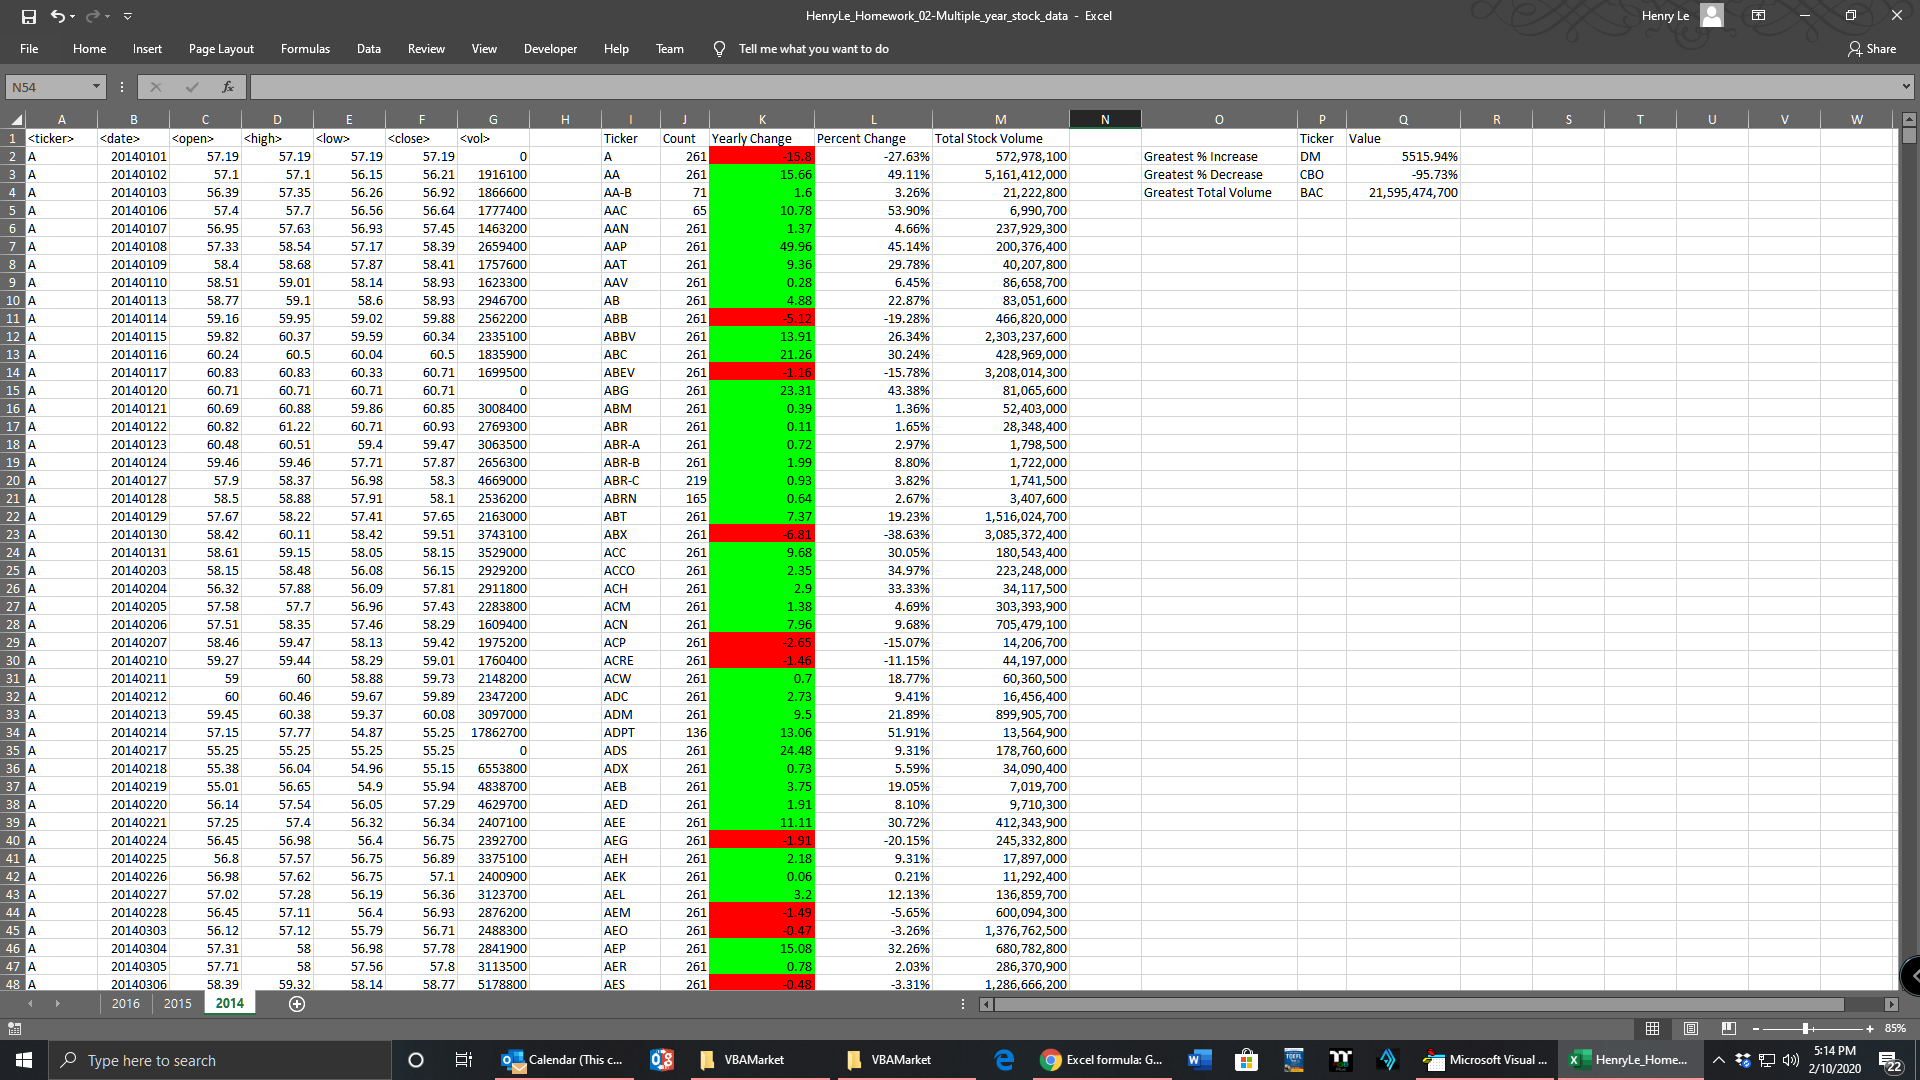 HenryLe_Homework_02-Multiple_year_stock_data - Excel
Henry Le
File Home Insert Page Layout Formulas Data Review View Developer Help Team Tell me what you want to do Share
N54 fx
A B C D E F G H I J K L M N O P Q R S T U V W
1 <ticker> <date> <open> <high> <low> <close> <vol> Ticker Count Yearly Change Percent Change Total Stock Volume Ticker Value
2 A 20140101 57.19 57.19 57.19 57.19 0 A 261 -15.8 -27.63% 572,978,100 Greatest % Increase DM 5515.94%
3 A 20140102 57.1 57.1 56.15 56.21 1916100 AA 261 15.66 49.11% 5,161,412,000 Greatest % Decrease CBO -95.73%
4 A 20140103 56.39 57.35 56.26 56.92 1866600 AA-B 71 1.6 3.26% 21,222,800 Greatest Total Volume BAC 21,595,474,700
5 A 20140106 57.4 57.7 56.56 56.64 1777400 AAC 65 10.78 53.90% 6,990,700
6 A 20140107 56.95 57.63 56.93 57.45 1463200 AAN 261 1.37 4.66% 237,929,300
7 A 20140108 57.33 58.54 57.17 58.39 2659400 AAP 261 49.96 45.14% 200,376,400
8 A 20140109 58.4 58.68 57.87 58.41 1757600 AAT 261 9.36 29.78% 40,207,800
9 A 20140110 58.51 59.01 58.14 58.93 1623300 AAV 261 0.28 6.45% 86,658,700
10 A 20140113 58.77 59.1 58.6 58.93 2946700 AB 261 4.88 22.87% 83,051,600
11 A 20140114 59.16 59.95 59.02 59.88 2562200 ABB 261 -5.12 -19.28% 466,820,000
12 A 20140115 59.82 60.37 59.59 60.34 2335100 ABBV 261 13.91 26.34% 2,303,237,600
13 A 20140116 60.24 60.5 60.04 60.5 1835900 ABC 261 21.26 30.24% 428,969,000
14 A 20140117 60.83 60.83 60.33 60.71 1699500 ABEV 261 -1.16 -15.78% 3,208,014,300
15 A 20140120 60.71 60.71 60.71 60.71 0 ABG 261 23.31 43.38% 81,065,600
16 A 20140121 60.69 60.88 59.86 60.85 3008400 ABM 261 0.39 1.36% 52,403,000
17 A 20140122 60.82 61.22 60.71 60.93 2769300 ABR 261 0.11 1.65% 28,348,400
18 A 20140123 60.48 60.51 59.4 59.47 3063500 ABR-A 261 0.72 2.97% 1,798,500
19 A 20140124 59.46 59.46 57.71 57.87 2656300 ABR-B 261 1.99 8.80% 1,722,000
20 A 20140127 57.9 58.37 56.98 58.3 4669000 ABR-C 219 0.93 3.82% 1,741,500
21 A 20140128 58.5 58.88 57.91 58.1 2536200 ABRN 165 0.64 2.67% 3,407,600
22 A 20140129 57.67 58.22 57.41 57.65 2163000 ABT 261 7.37 19.23% 1,516,024,700
23 A 20140130 58.42 60.11 58.42 59.51 3743100 ABX 261 -6.81 -38.63% 3,085,372,400
24 A 20140131 58.61 59.15 58.05 58.15 3529000 ACC 261 9.68 30.05% 180,543,400
25 A 20140203 58.15 58.48 56.08 56.15 2929200 ACCO 261 2.35 34.97% 223,248,000
26 A 20140204 56.32 57.88 56.09 57.81 2911800 ACH 261 2.9 33.33% 34,117,500
27 A 20140205 57.58 57.7 56.96 57.43 2283800 ACM 261 1.38 4.69% 303,393,900
28 A 20140206 57.51 58.35 57.46 58.29 1609400 ACN 261 7.96 9.68% 705,479,100
29 A 20140207 58.46 59.47 58.13 59.42 1975200 ACP 261 -2.65 -15.07% 14,206,700
30 A 20140210 59.27 59.44 58.29 59.01 1760400 ACRE 261 -1.46 -11.15% 44,197,000
31 A 20140211 59 60 58.88 59.73 2148200 ACW 261 0.7 18.77% 60,360,500
32 A 20140212 60 60.46 59.67 59.89 2347200 ADC 261 2.73 9.41% 16,456,400
33 A 20140213 59.45 60.38 59.37 60.08 3097000 ADM 261 9.5 21.89% 899,905,700
34 A 20140214 57.15 57.77 54.87 55.25 17862700 ADPT 136 13.06 51.91% 13,564,900
35 A 20140217 55.25 55.25 55.25 55.25 0 ADS 261 24.48 9.31% 178,760,600
36 A 20140218 55.38 56.04 54.96 55.15 6553800 ADX 261 0.73 5.59% 34,090,400
37 A 20140219 55.01 56.65 54.9 55.94 4838700 AEB 261 3.75 19.05% 7,019,700
38 A 20140220 56.14 57.54 56.05 57.29 4629700 AED 261 1.91 8.10% 9,710,300
39 A 20140221 57.25 57.4 56.32 56.34 2407100 AEE 261 11.11 30.72% 412,343,900
40 A 20140224 56.45 56.98 56.4 56.75 2392700 AEG 261 -1.91 -20.15% 245,332,800
41 A 20140225 56.8 57.57 56.75 56.89 3375100 AEH 261 2.18 9.31% 17,897,000
42 A 20140226 56.98 57.62 56.75 57.1 2400900 AEK 261 0.06 0.21% 11,292,400
43 A 20140227 57.02 57.28 56.19 56.36 3123700 AEL 261 3.2 12.13% 136,859,700
44 A 20140228 56.45 57.11 56.4 56.93 2876200 AEM 261 -1.49 -5.65% 600,094,300
45 A 20140303 56.12 57.12 55.79 56.71 2488300 AEO 261 -0.47 -3.26% 1,376,762,500
46 A 20140304 57.31 58 56.98 57.78 2841900 AEP 261 15.08 32.26% 680,782,800
47 A 20140305 57.71 58 57.56 57.8 3113500 AER 261 0.78 2.03% 286,370,900
48 A 20140306 58.39 59.32 58.14 58.77 5178800 AES 261 -0.48 -3.31% 1,286,666,200
2016 2015 2014
85%
Type here to search Calendar (This c... VBAMarket VBAMarket Excel formula: G... Microsoft Visual ... HenryLe_Home... 5:14 PM
2/10/2020 22